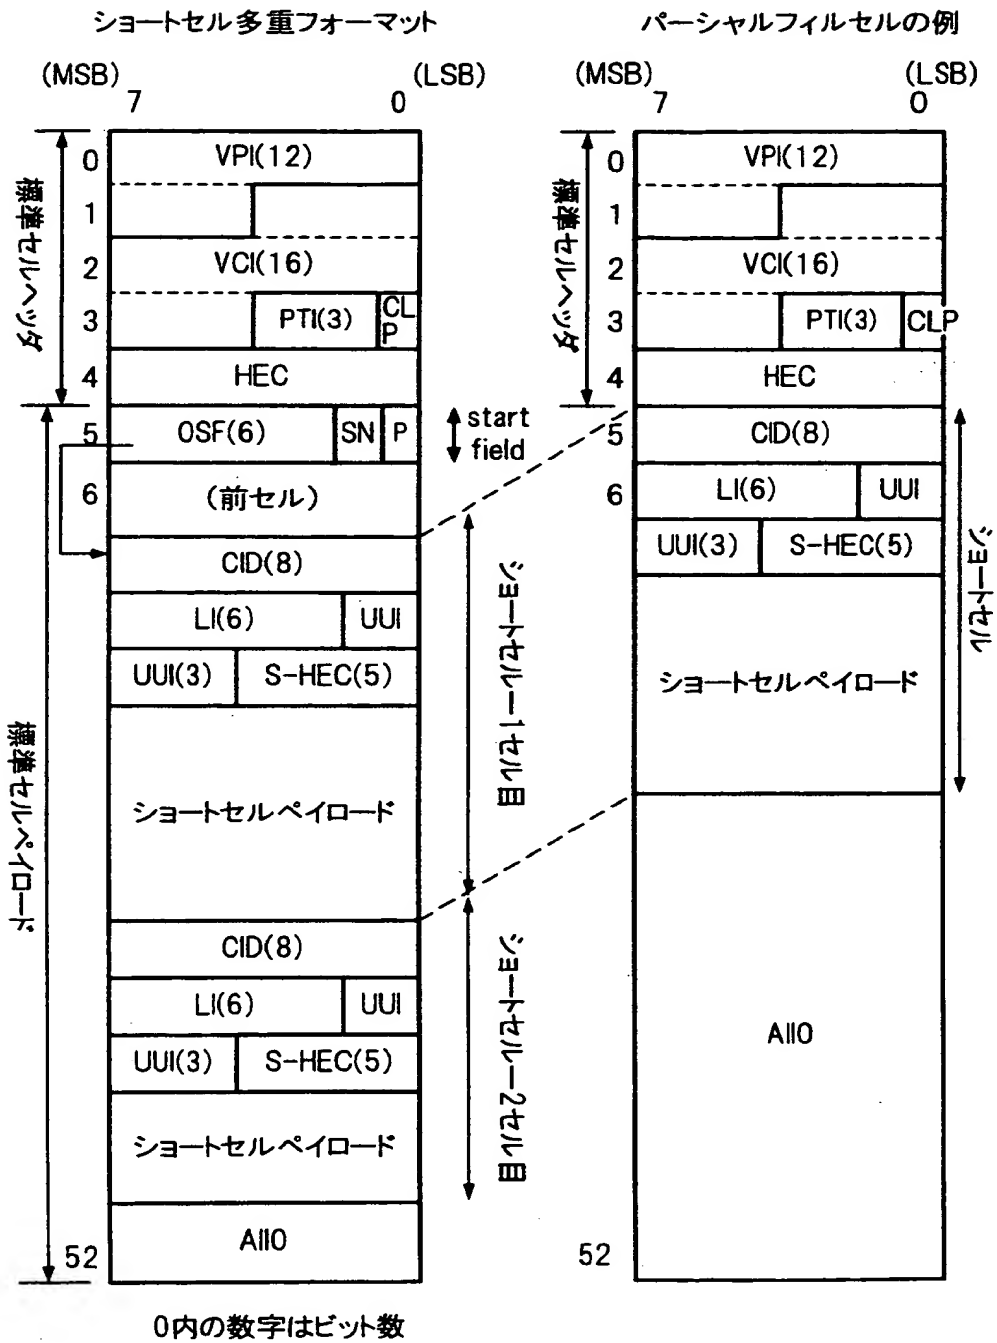 ショートセル多重フォーマット
(MSB)
(LSB)
7
0
標準セルヘッダ
0
VPI(12)
1
2
VCI(16)
3
PTI(3)
CL
P
4
HEC
標準セルペイロード
5
OSF(6)
SN
P
start
field
6
(前セル)
CID(8)
LI(6)
UUI
UUI(3)
S-HEC(5)
ショートセルペイロード
ショートセルー1セル目
CID(8)
LI(6)
UUI
UUI(3)
S-HEC(5)
ショートセルペイロード
ショートセルー2セル目
All0
52
0内の数字はビット数
パーシャルフィルセルの例
(MSB)
(LSB)
7
0
標準セルヘッダ
0
VPI(12)
1
2
VCI(16)
3
PTI(3)
CLP
4
HEC
5
CID(8)
6
LI(6)
UUI
UUI(3)
S-HEC(5)
ショートセルペイロード
ショートセル
All0
52